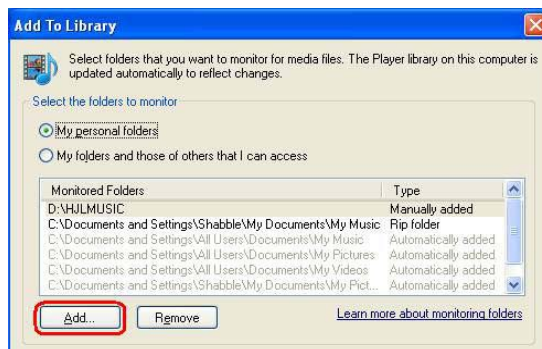 Add To Library
Select folders that you want to monitor for media files. The Player library on this computer is
updated automatically to reflect changes.
Select the folders to monitor
My personal folders
My folders and those of others that I can access
Monitored Folders Type
D:\HJLMUSIC Manually added
C:\Documents and Settings\Shabble\My Documents\My Music Rip folder
C:\Documents and Settings\All Users\Documents\My Music Automatically added
C:\Documents and Settings\All Users\Documents\My Pictures Automatically added
C:\Documents and Settings\All Users\Documents\My Videos Automatically added
C:\Documents and Settings\Shabble\My Documents\My Pict... Automatically added
Add... Remove Learn more about monitoring folders